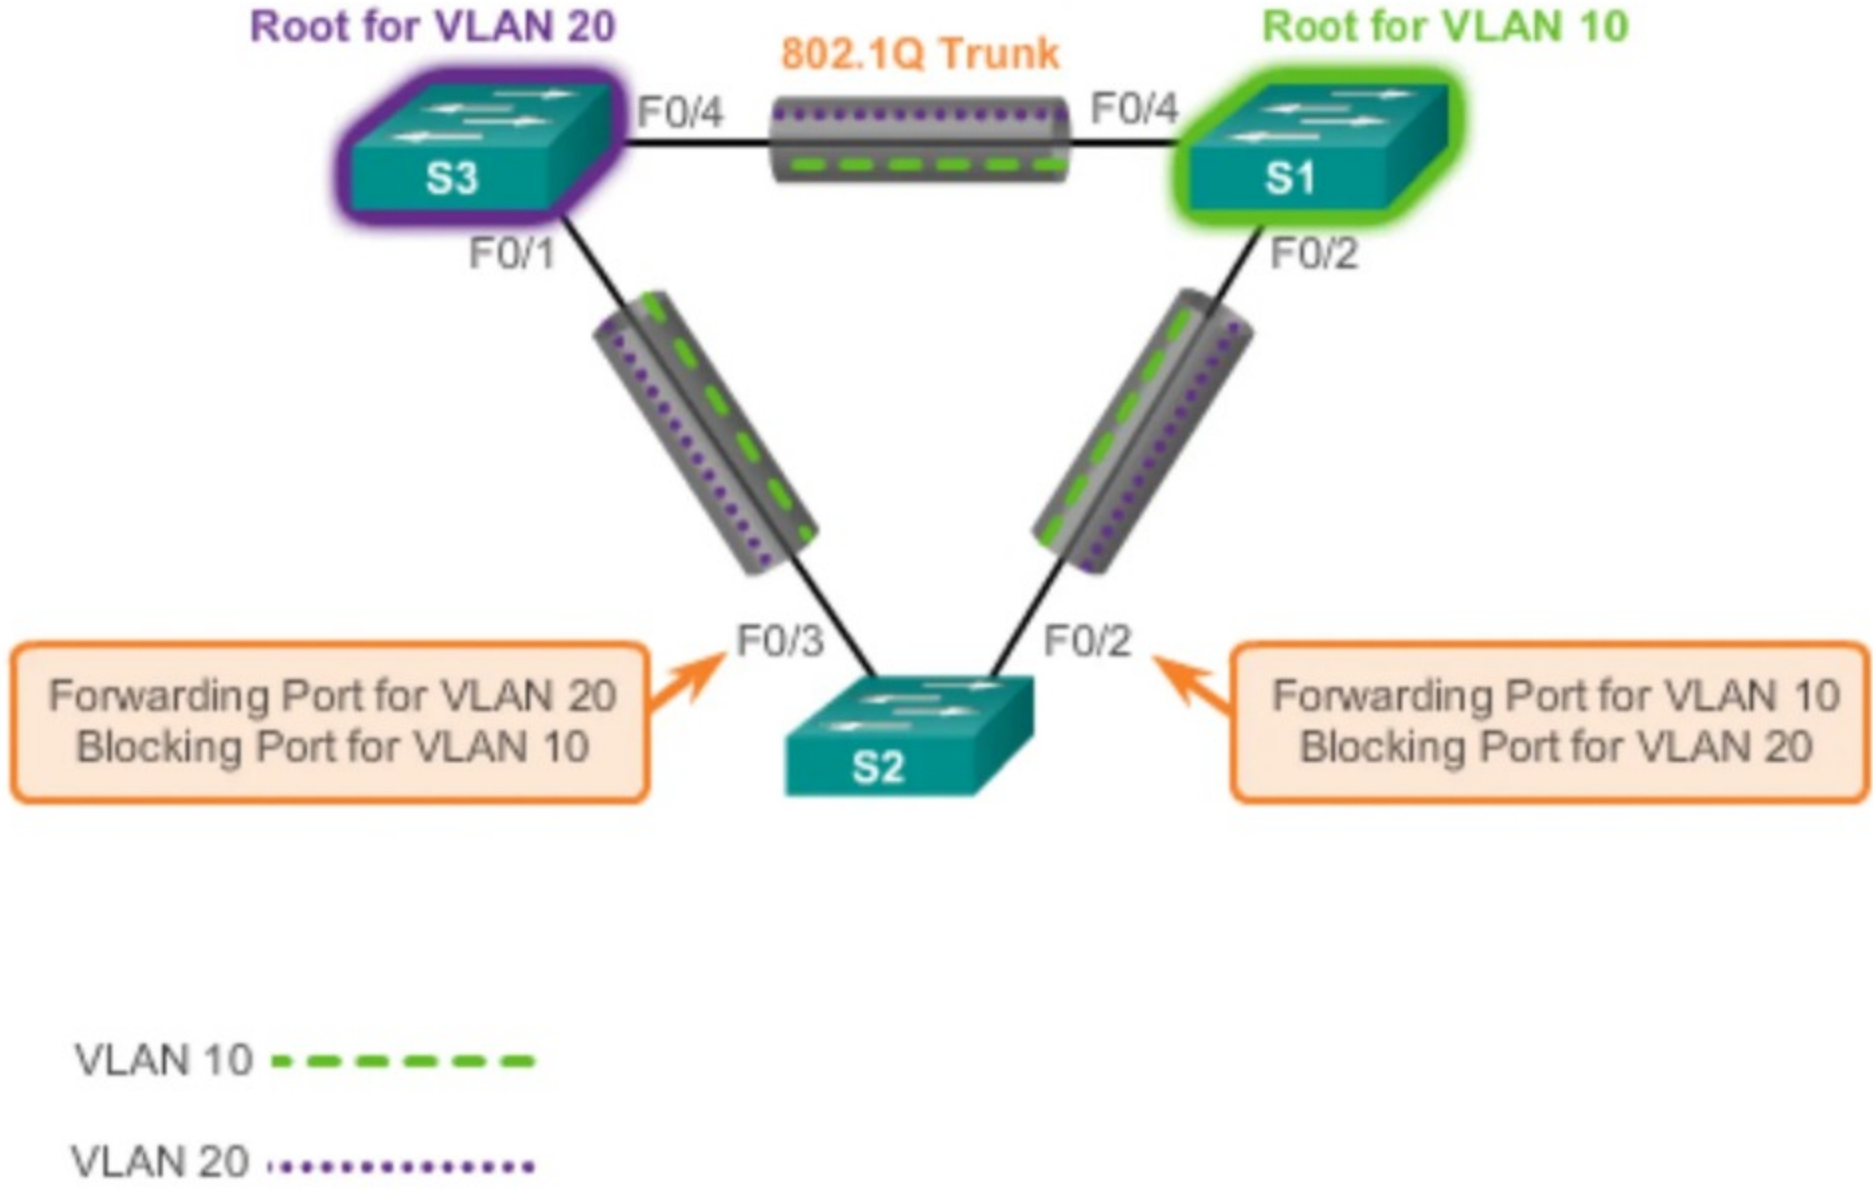 Root for VLAN 20
802.1Q Trunk
Root for VLAN 10
F0/4
F0/4
S3
S1
F0/1
F0/2
F0/3
F0/2
Forwarding Port for VLAN 20
Blocking Port for VLAN 10
Forwarding Port for VLAN 10
Blocking Port for VLAN 20
S2
VLAN 10
VLAN 20